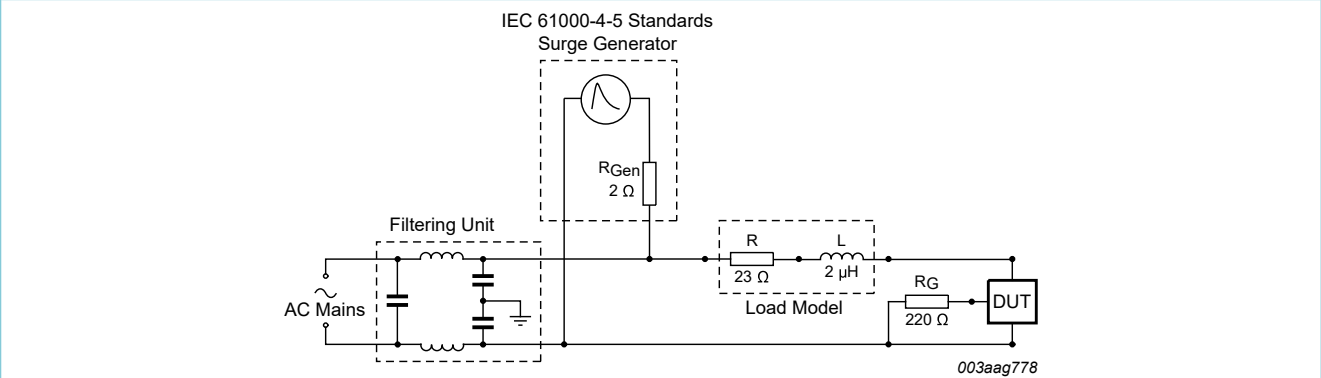 IEC 61000-4-5 Standards
Surge Generator
RGen
2 Ω
Filtering Unit
R
L
23 Ω
2 μH
RG
AC Mains
Load Model
220 Ω
DUT
003aag778